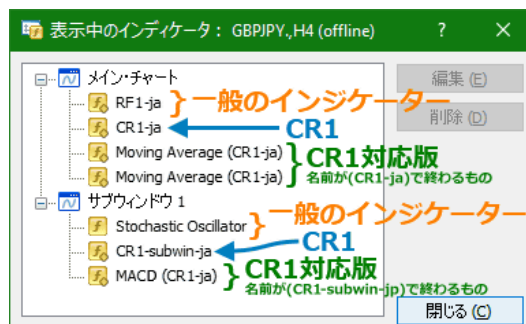 表示中のインディケータ: GBPJPY.,H4 (offline) ? ×
メイン・チャート
編集 (E)
RF1-ja
一般のインジケーター
削除 (D)
CR1-ja
CR1
Moving Average (CR1-ja)
CR1対応版
Moving Average (CR1-ja)
名前が(CR1-ja)で終わるもの
サブウィンドウ 1
Stochastic Oscillator
一般のインジケーター
CR1-subwin-ja
CR1
MACD (CR1-ja)
CR1対応版
名前が(CR1-subwin-jp)で終わるもの
閉じる (C)